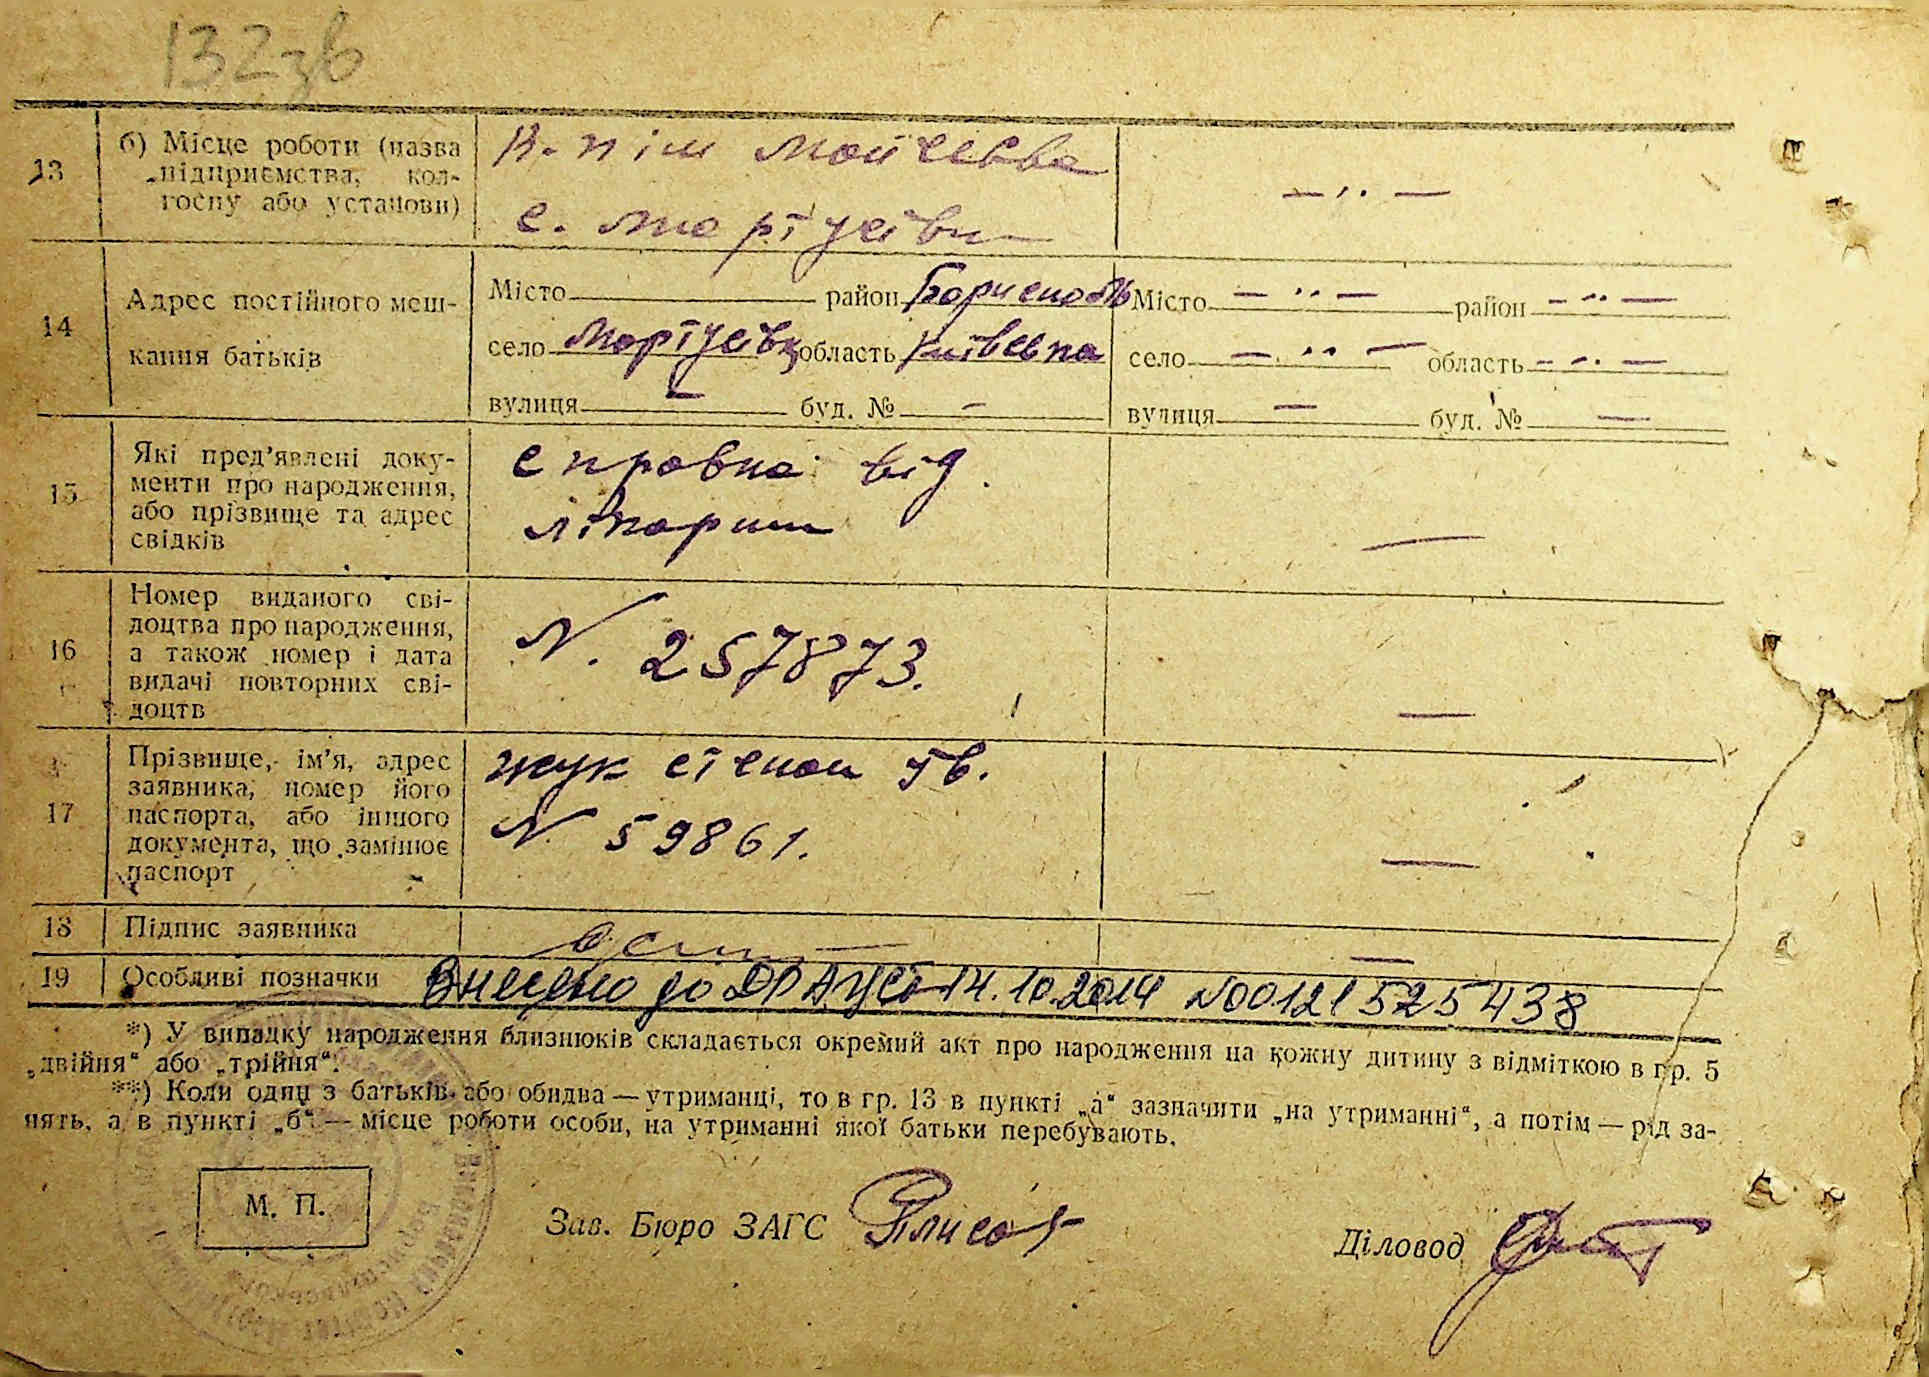 132зв
13
б) Місце роботи (назва
підприємства, кол-
госпу або установи)
с. Мартусівка
— ,, —
14
Адрес постійного меш-
кання батьків
Місто — район Бориспольс
село Мартусівка область Київська
вулиця — буд. № —
Місто — ,, — район — ,, —
село — ,, — область — ,, —
вулиця — буд. № —
15
Які пред'явлені доку-
менти про народження,
або прізвище та адрес
свідків
справка від
лікарні
—
16
Номер виданого сві-
доцтва про народження,
а також номер і дата
видачі повторних сві-
доцтв
N. 257873.
—
17
Прізвище, ім'я, адрес
заявника, номер його
паспорта, або іншого
документа, що замінює
паспорт
Жук Степан Ів.
N 59861.
—
18
Підпис заявника
—
19
Особливі позначки
Внесено до ДРАЦС 14.10.2014 №00121525438
*) У випадку народження близнюків складається окремий акт про народження на кожну дитину з відміткою в гр. 5
„двійня“ або „трійня“.
**) Коли один з батьків або обидва — утриманці, то в гр. 13 в пункті „а“ зазначити „на утриманні“, а потім — рід за-
нять, а в пункті „б“ — місце роботи особи, на утриманні якої батьки перебувають.
М. П.
Зав. Бюро ЗАГС
Діловод